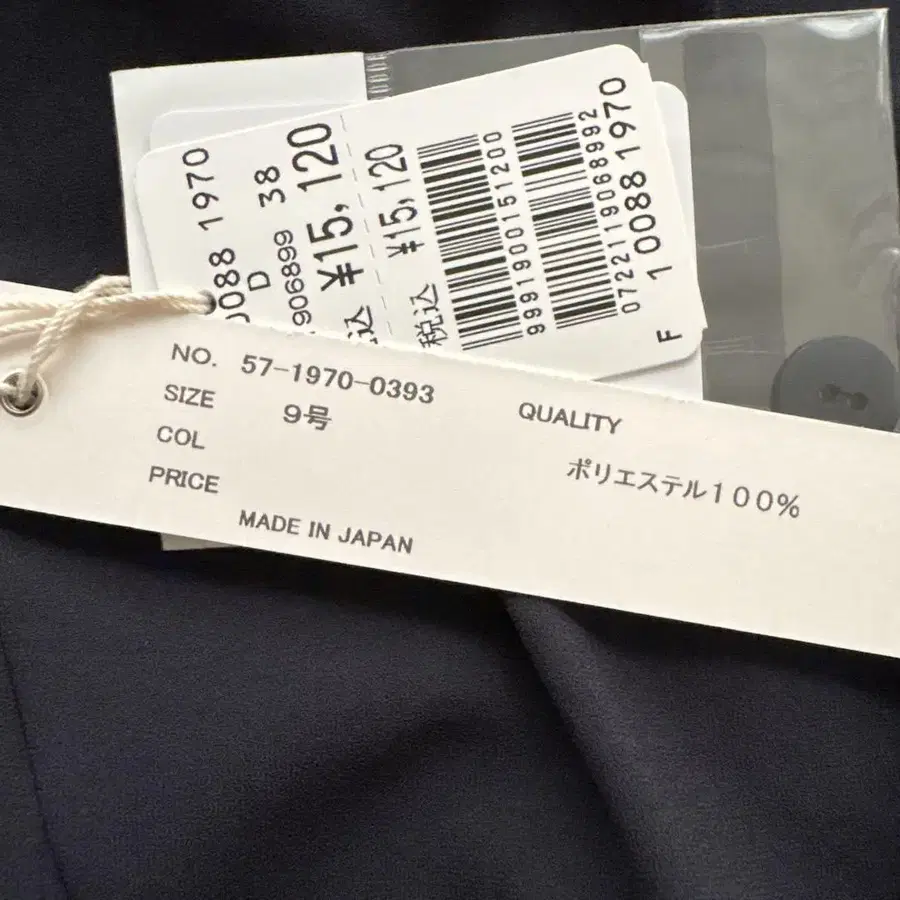 1970
D
38
906899
¥15,120
¥15,120
税込
9991900151200
0722119068992
1 0088 1970
F
NO. 57-1970-0393
SIZE 9号
COL
PRICE
MADE IN JAPAN
QUALITY
ポリエステル100%